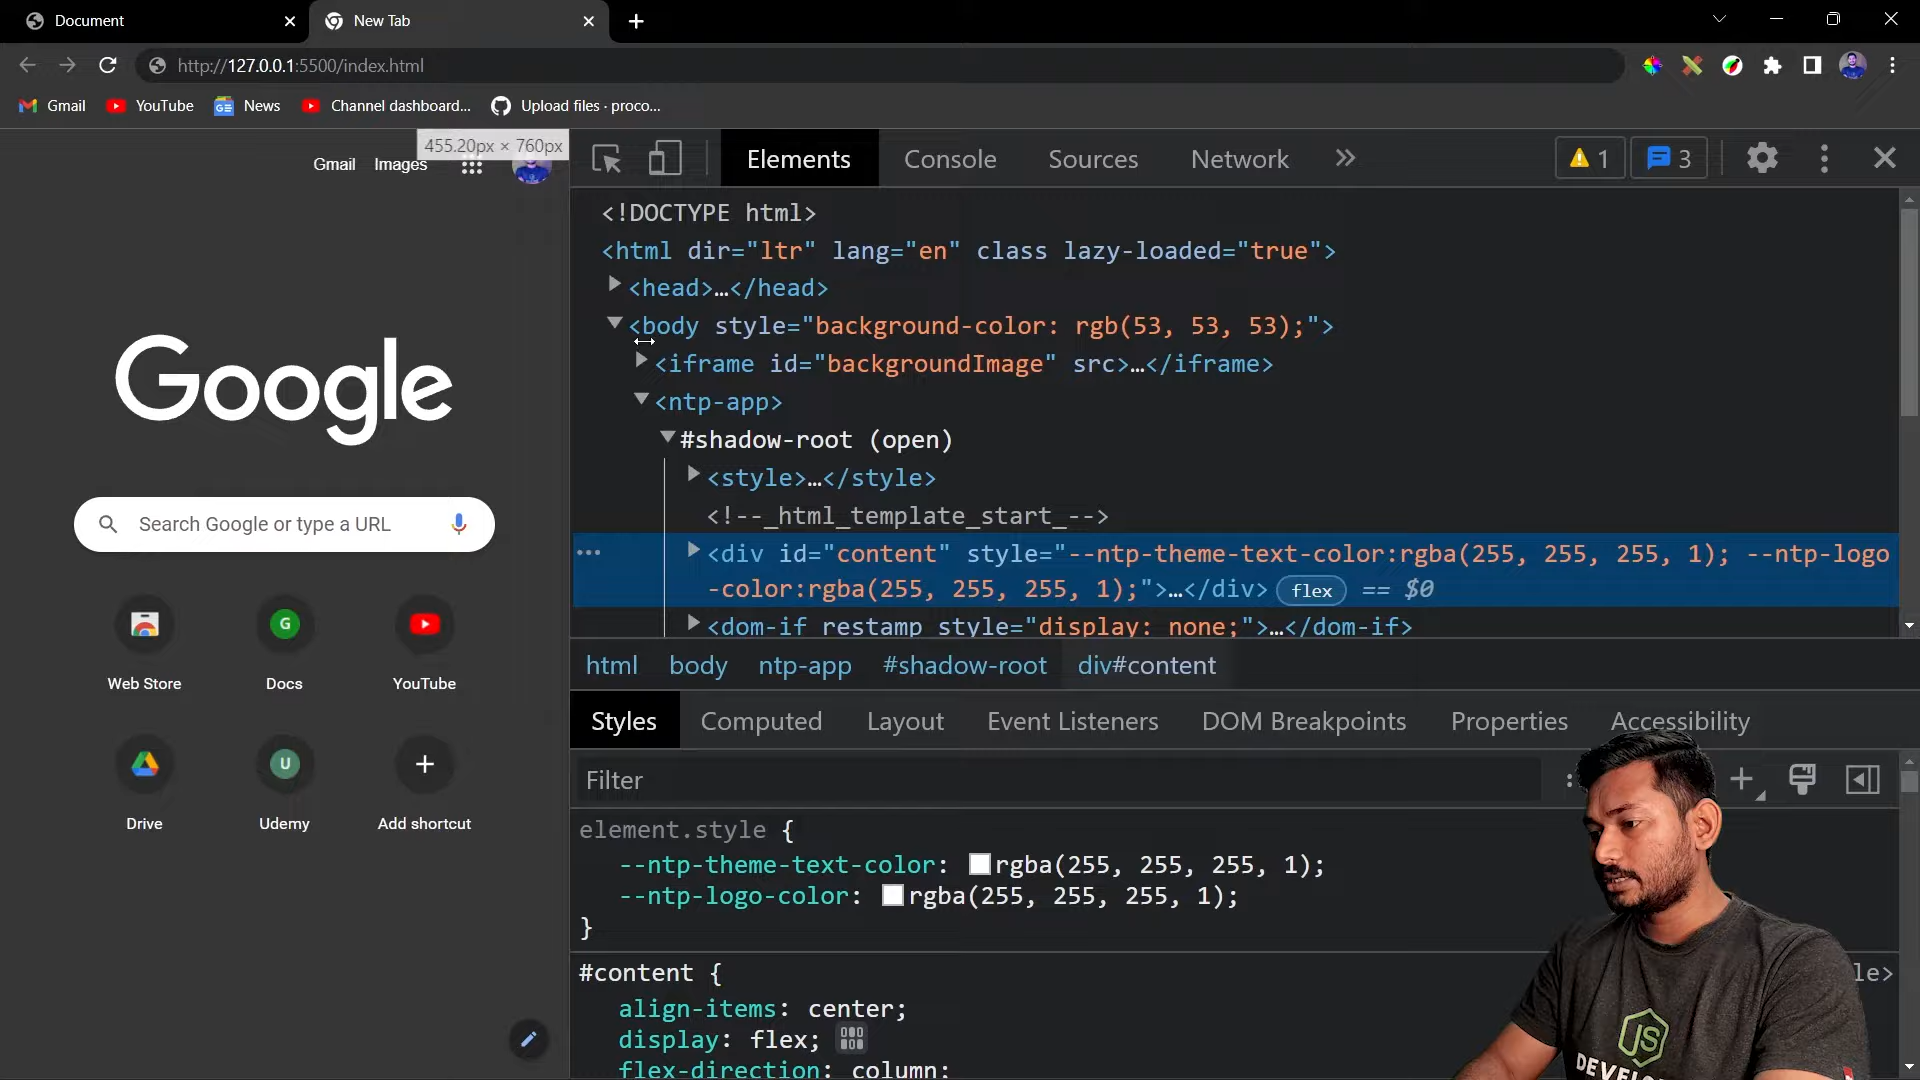 Document
New Tab
http://127.0.0.1:5500/index.html
Gmail
YouTube
News
Channel dashboard...
Upload files · proco...
455.20px × 760px
Gmail
Images
Search Google or type a URL
Web Store
G
Docs
YouTube
Drive
U
Udemy
Add shortcut
Elements
Console
Sources
Network
1
3
<!DOCTYPE html>
<html dir="ltr" lang="en" class lazy-loaded="true">
<head>…</head>
<body style="background-color: rgb(53, 53, 53);">
<iframe id="backgroundImage" src>…</iframe>
<ntp-app>
#shadow-root (open)
<style>…</style>
<!--_html_template_start_-->
<div id="content" style="--ntp-theme-text-color:rgba(255, 255, 255, 1); --ntp-logo
-color:rgba(255, 255, 255, 1);">…</div> flex == $0
<dom-if restamp style="display: none;">…</dom-if>
html
body
ntp-app
#shadow-root
div#content
Styles
Computed
Layout
Event Listeners
DOM Breakpoints
Properties
Accessibility
Filter
element.style {
--ntp-theme-text-color: rgba(255, 255, 255, 1);
--ntp-logo-color: rgba(255, 255, 255, 1);
}
#content {
le>
align-items: center;
display: flex;
flex-direction: column;
Google
JS